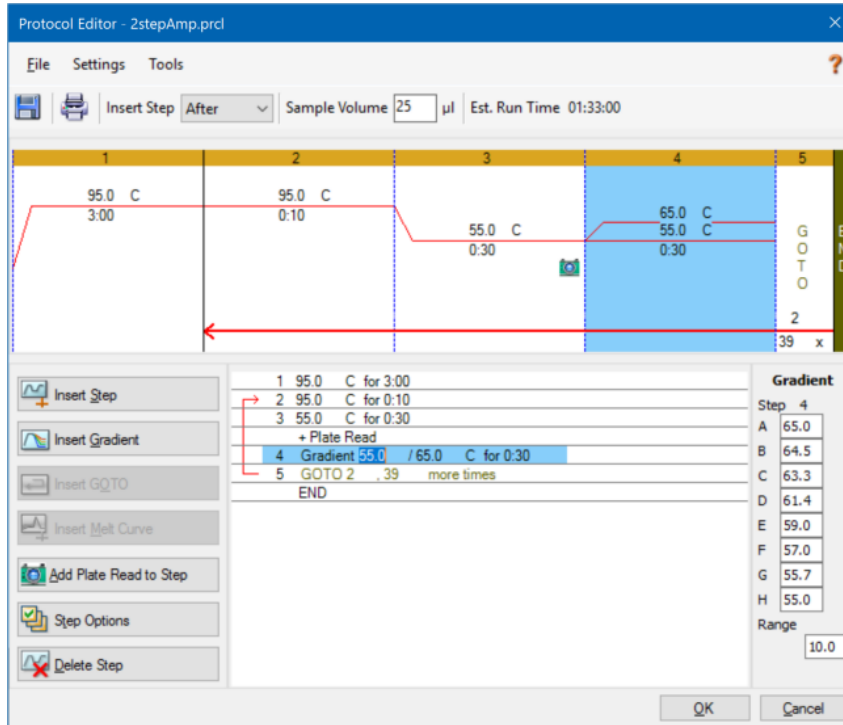 Protocol Editor - 2stepAmp.prcl
File Settings Tools ?
Insert Step After Sample Volume 25 µl Est. Run Time 01:33:00
1 2 3 4 5
95.0 C 95.0 C 65.0 C
3:00 0:10 55.0 C 55.0 C
0:30 0:30
GOTO
2
39 x
Insert Step
Insert Gradient
Insert GOTO
Insert Melt Curve
Add Plate Read to Step
Step Options
Delete Step
1 95.0 C for 3:00
2 95.0 C for 0:10
3 55.0 C for 0:30
+ Plate Read
4 Gradient 55.0 / 65.0 C for 0:30
5 GOTO 2 , 39 more times
END
Gradient
Step 4
A 65.0
B 64.5
C 63.3
D 61.4
E 59.0
F 57.0
G 55.7
H 55.0
Range
10.0
OK Cancel